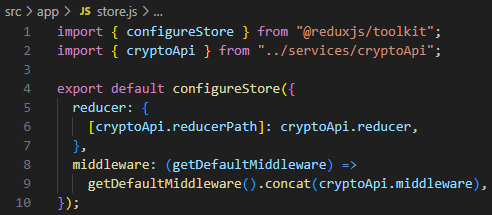 src > app > JS store.js > ...
1 import { configureStore } from "@reduxjs/toolkit";
2 import { cryptoApi } from "../services/cryptoApi";
3
4 export default configureStore({
5   reducer: {
6     [cryptoApi.reducerPath]: cryptoApi.reducer,
7   },
8   middleware: (getDefaultMiddleware) =>
9     getDefaultMiddleware().concat(cryptoApi.middleware),
10 });